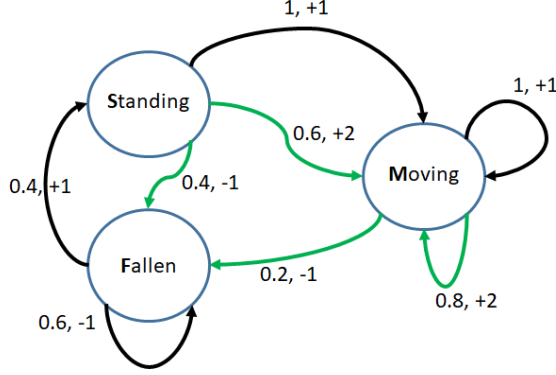 1, +1
1, +1
Standing
0.6, +2
Moving
0.4, -1
0.4, +1
Fallen
0.2, -1
0.8, +2
0.6, -1